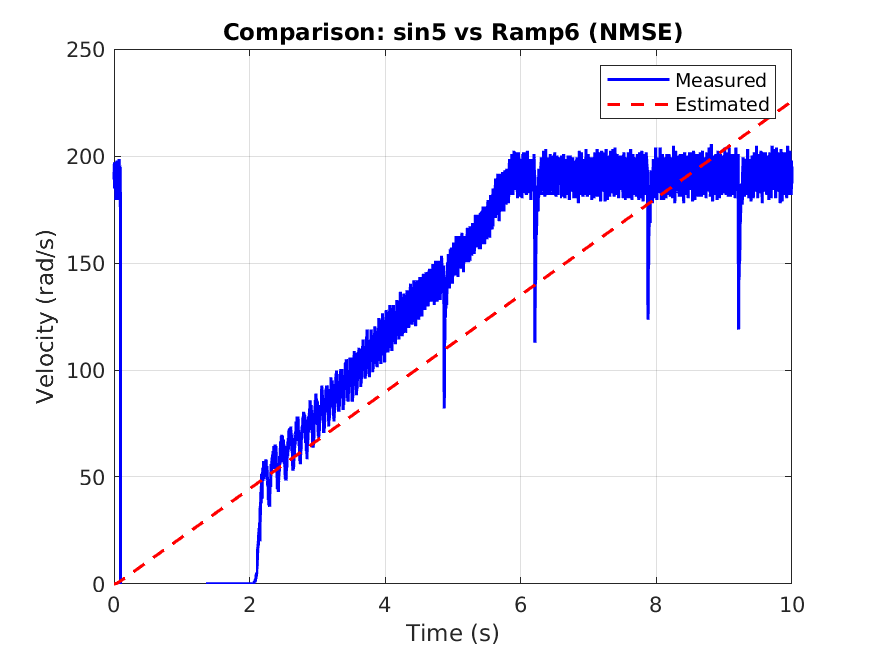 Comparison: sin5 vs Ramp6 (NMSE)
250
200
150
100
50
0
Velocity (rad/s)
Measured
Estimated
0 2 4 6 8 10
Time (s)